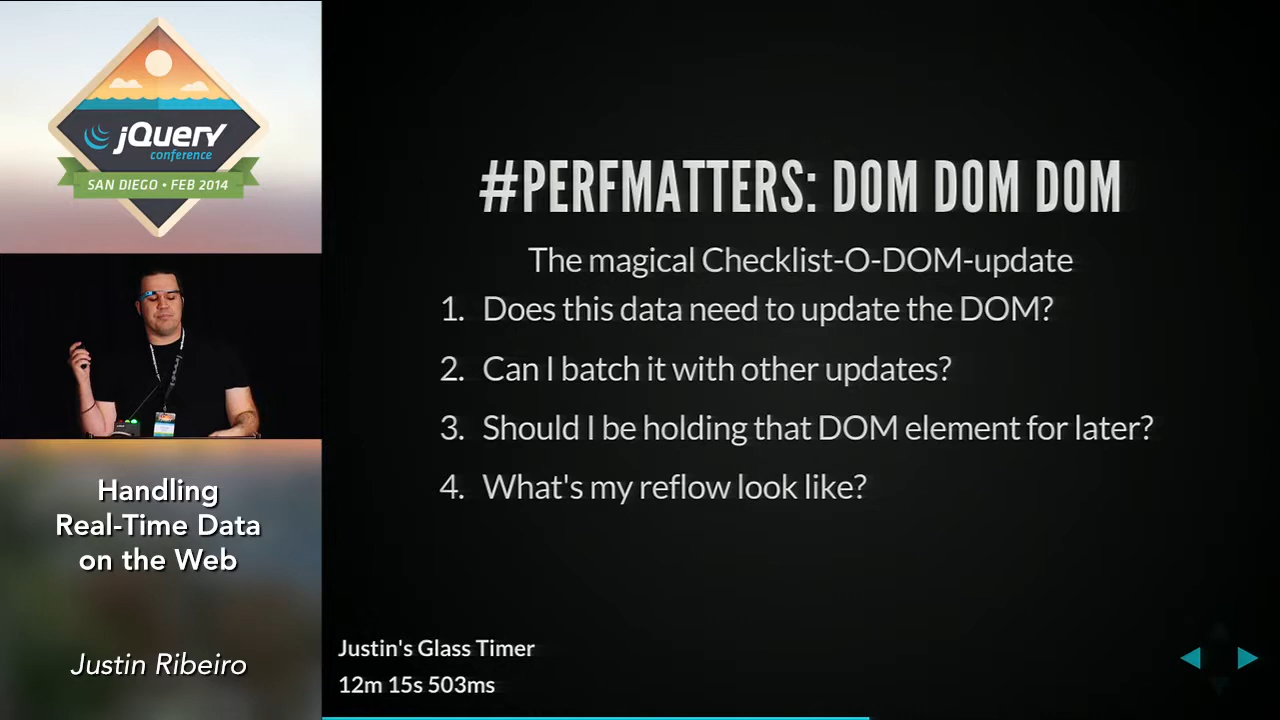 jQuery
conference
SAN DIEGO • FEB 2014
Handling
Real-Time Data
on the Web
Justin Ribeiro
#PERFMATTERS: DOM DOM DOM
The magical Checklist-O-DOM-update
1. Does this data need to update the DOM?
2. Can I batch it with other updates?
3. Should I be holding that DOM element for later?
4. What's my reflow look like?
Justin's Glass Timer
12m 15s 503ms